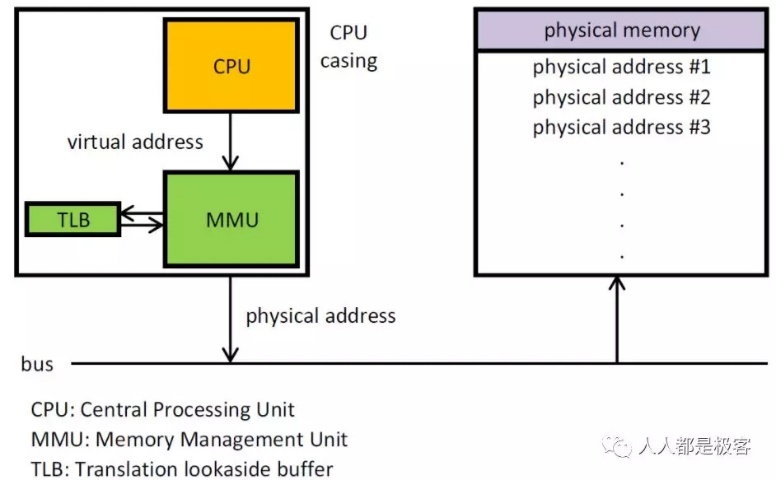 CPU
CPU
casing
virtual address
TLB
MMU
physical address
bus
physical memory
physical address #1
physical address #2
physical address #3
.
.
.
.
CPU: Central Processing Unit
MMU: Memory Management Unit
TLB: Translation lookaside buffer
人人都是极客